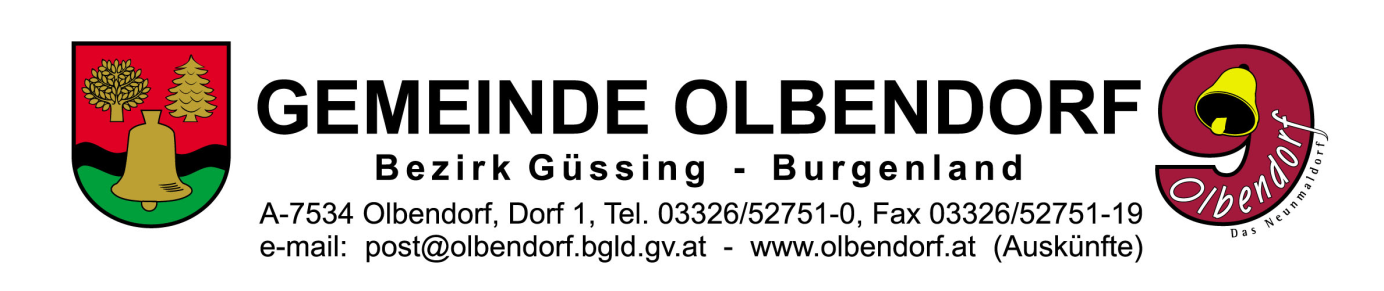 GEMEINDE OLBENDORF
Bezirk Güssing - Burgenland
A-7534 Olbendorf, Dorf 1, Tel. 03326/52751-0, Fax 03326/52751-19
e-mail: post@olbendorf.bgld.gv.at - www.olbendorf.at (Auskünfte)
9
Olbendorf
Das Neunmaldorf